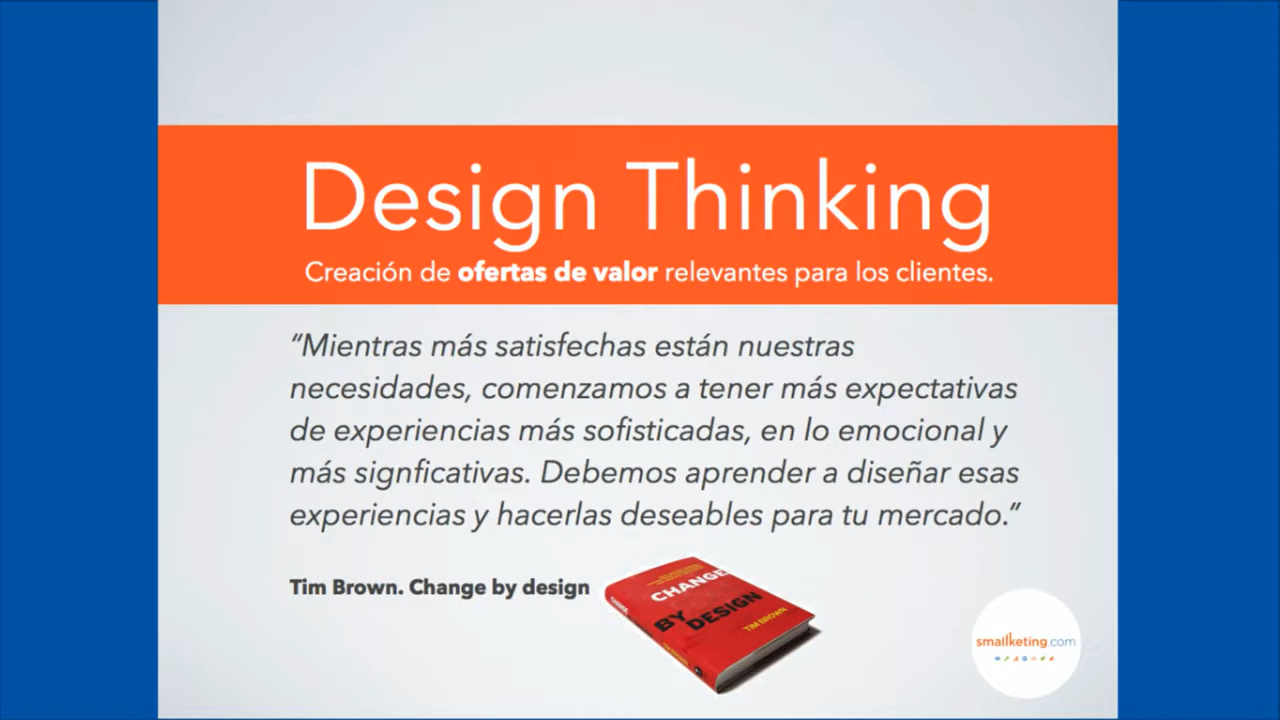 Design Thinking
Creación de ofertas de valor relevantes para los clientes.
“Mientras más satisfechas están nuestras
necesidades, comenzamos a tener más expectativas
de experiencias más sofisticadas, en lo emocional y
más signficativas. Debemos aprender a diseñar esas
experiencias y hacerlas deseables para tu mercado.”
Tim Brown. Change by design
CHANGE
BY DESIGN
TIM BROWN
smallketing.com